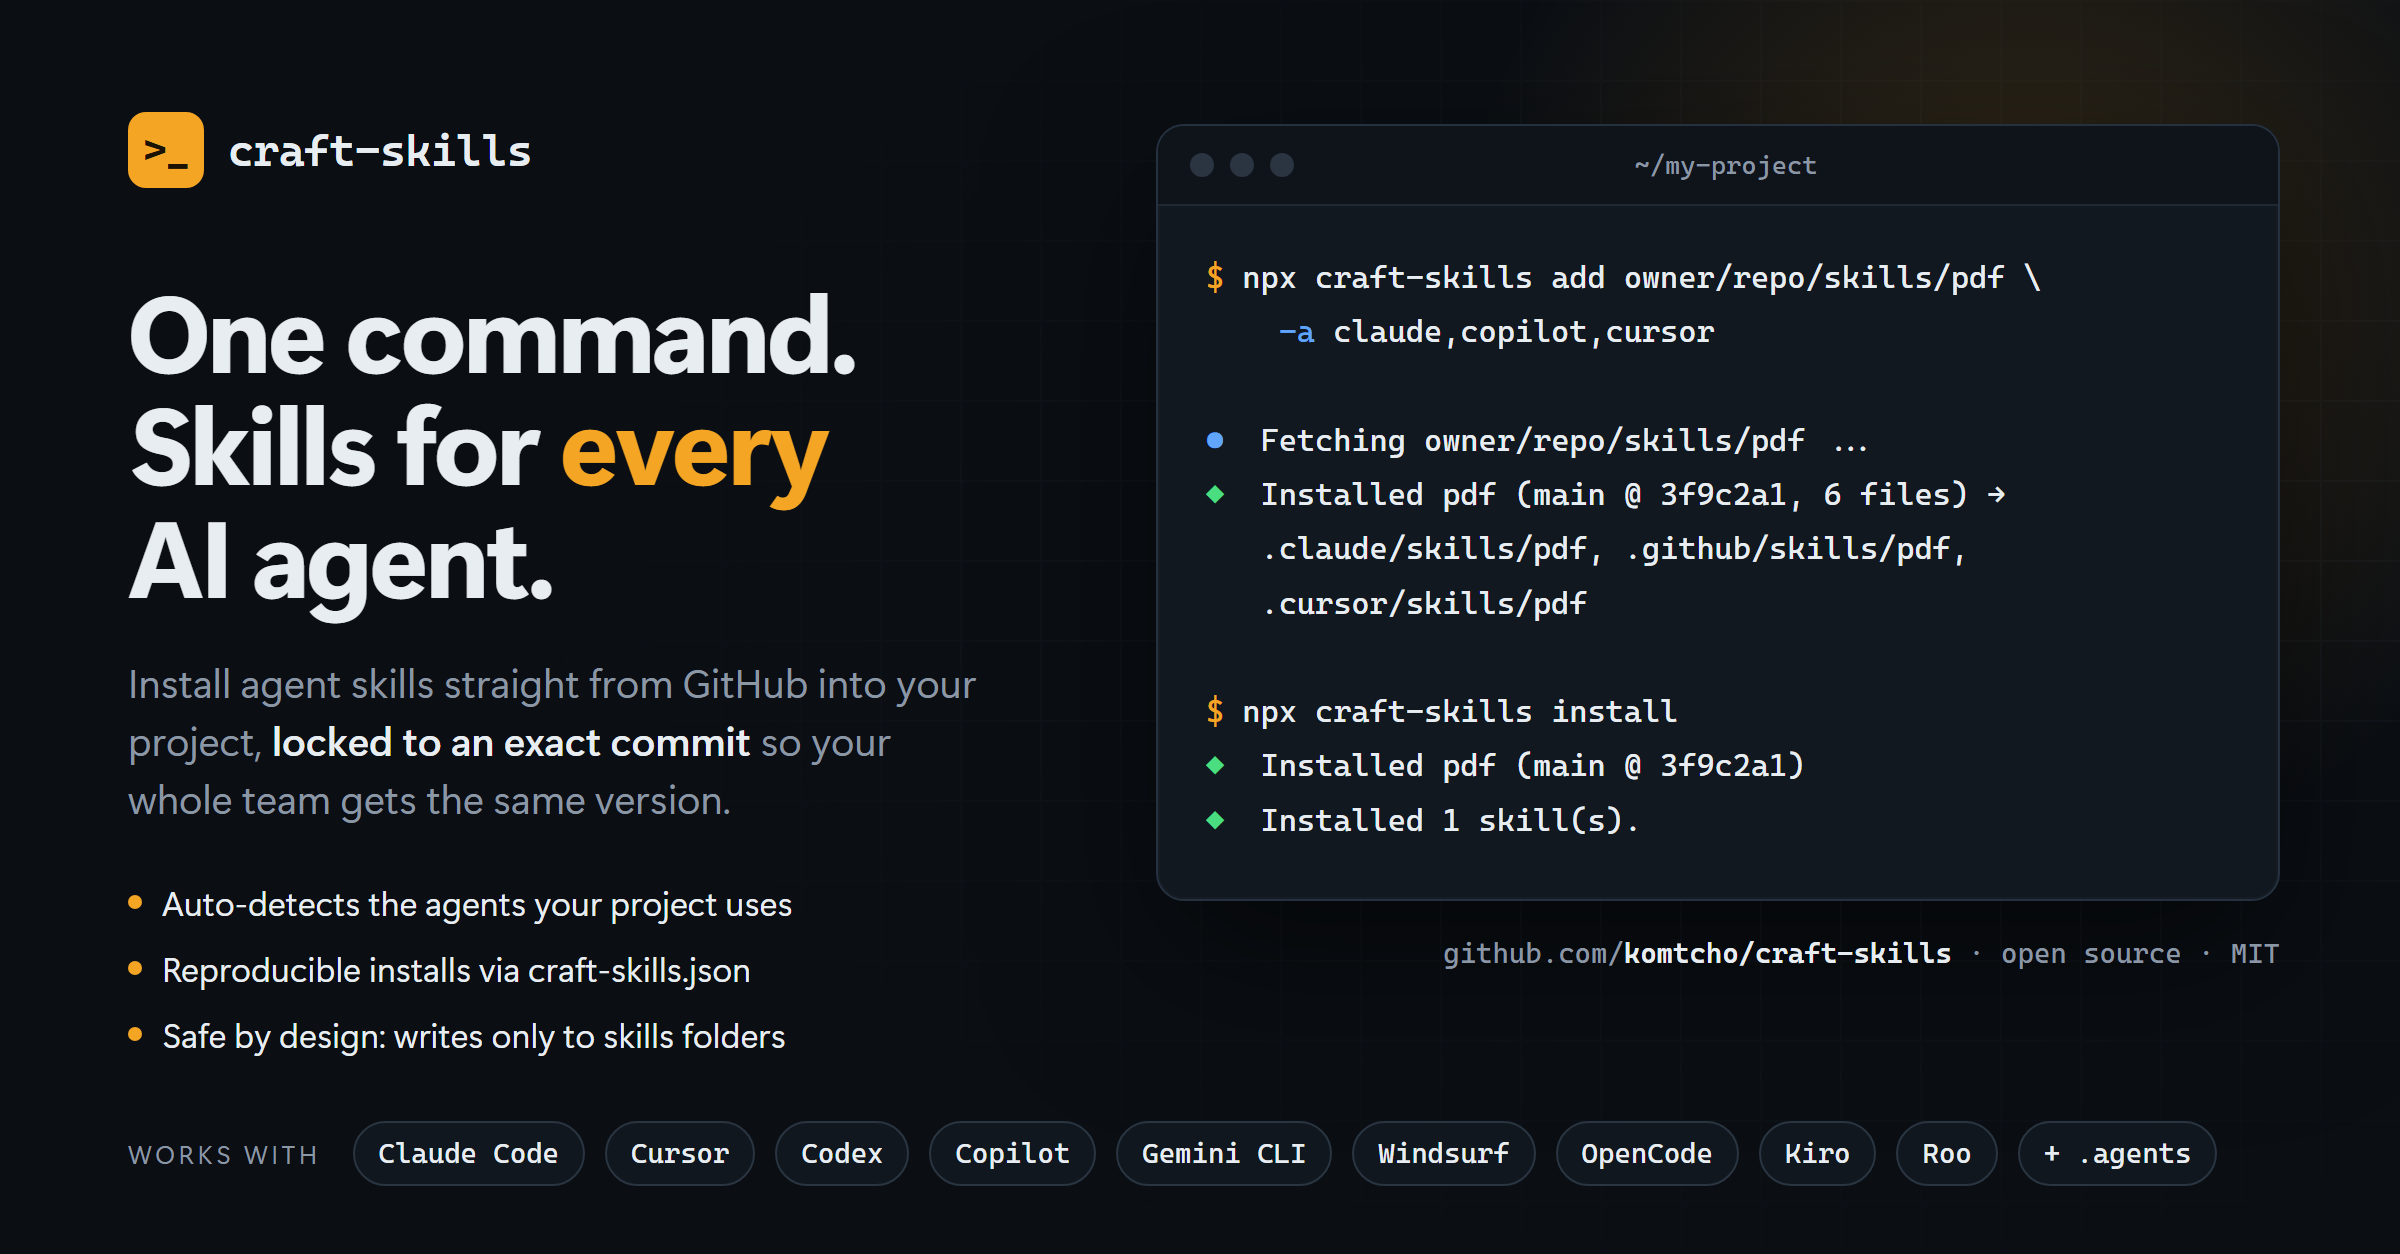 >_ craft-skills
One command.
Skills for every
AI agent.
Install agent skills straight from GitHub into your
project, locked to an exact commit so your
whole team gets the same version.
Auto-detects the agents your project uses
Reproducible installs via craft-skills.json
Safe by design: writes only to skills folders
~/my-project
$ npx craft-skills add owner/repo/skills/pdf \
-a claude,copilot,cursor
● Fetching owner/repo/skills/pdf ...
◆ Installed pdf (main @ 3f9c2a1, 6 files) →
.claude/skills/pdf, .github/skills/pdf,
.cursor/skills/pdf
$ npx craft-skills install
◆ Installed pdf (main @ 3f9c2a1)
◆ Installed 1 skill(s).
github.com/komtcho/craft-skills · open source · MIT
WORKS WITH Claude Code Cursor Codex Copilot Gemini CLI Windsurf OpenCode Kiro Roo + .agents